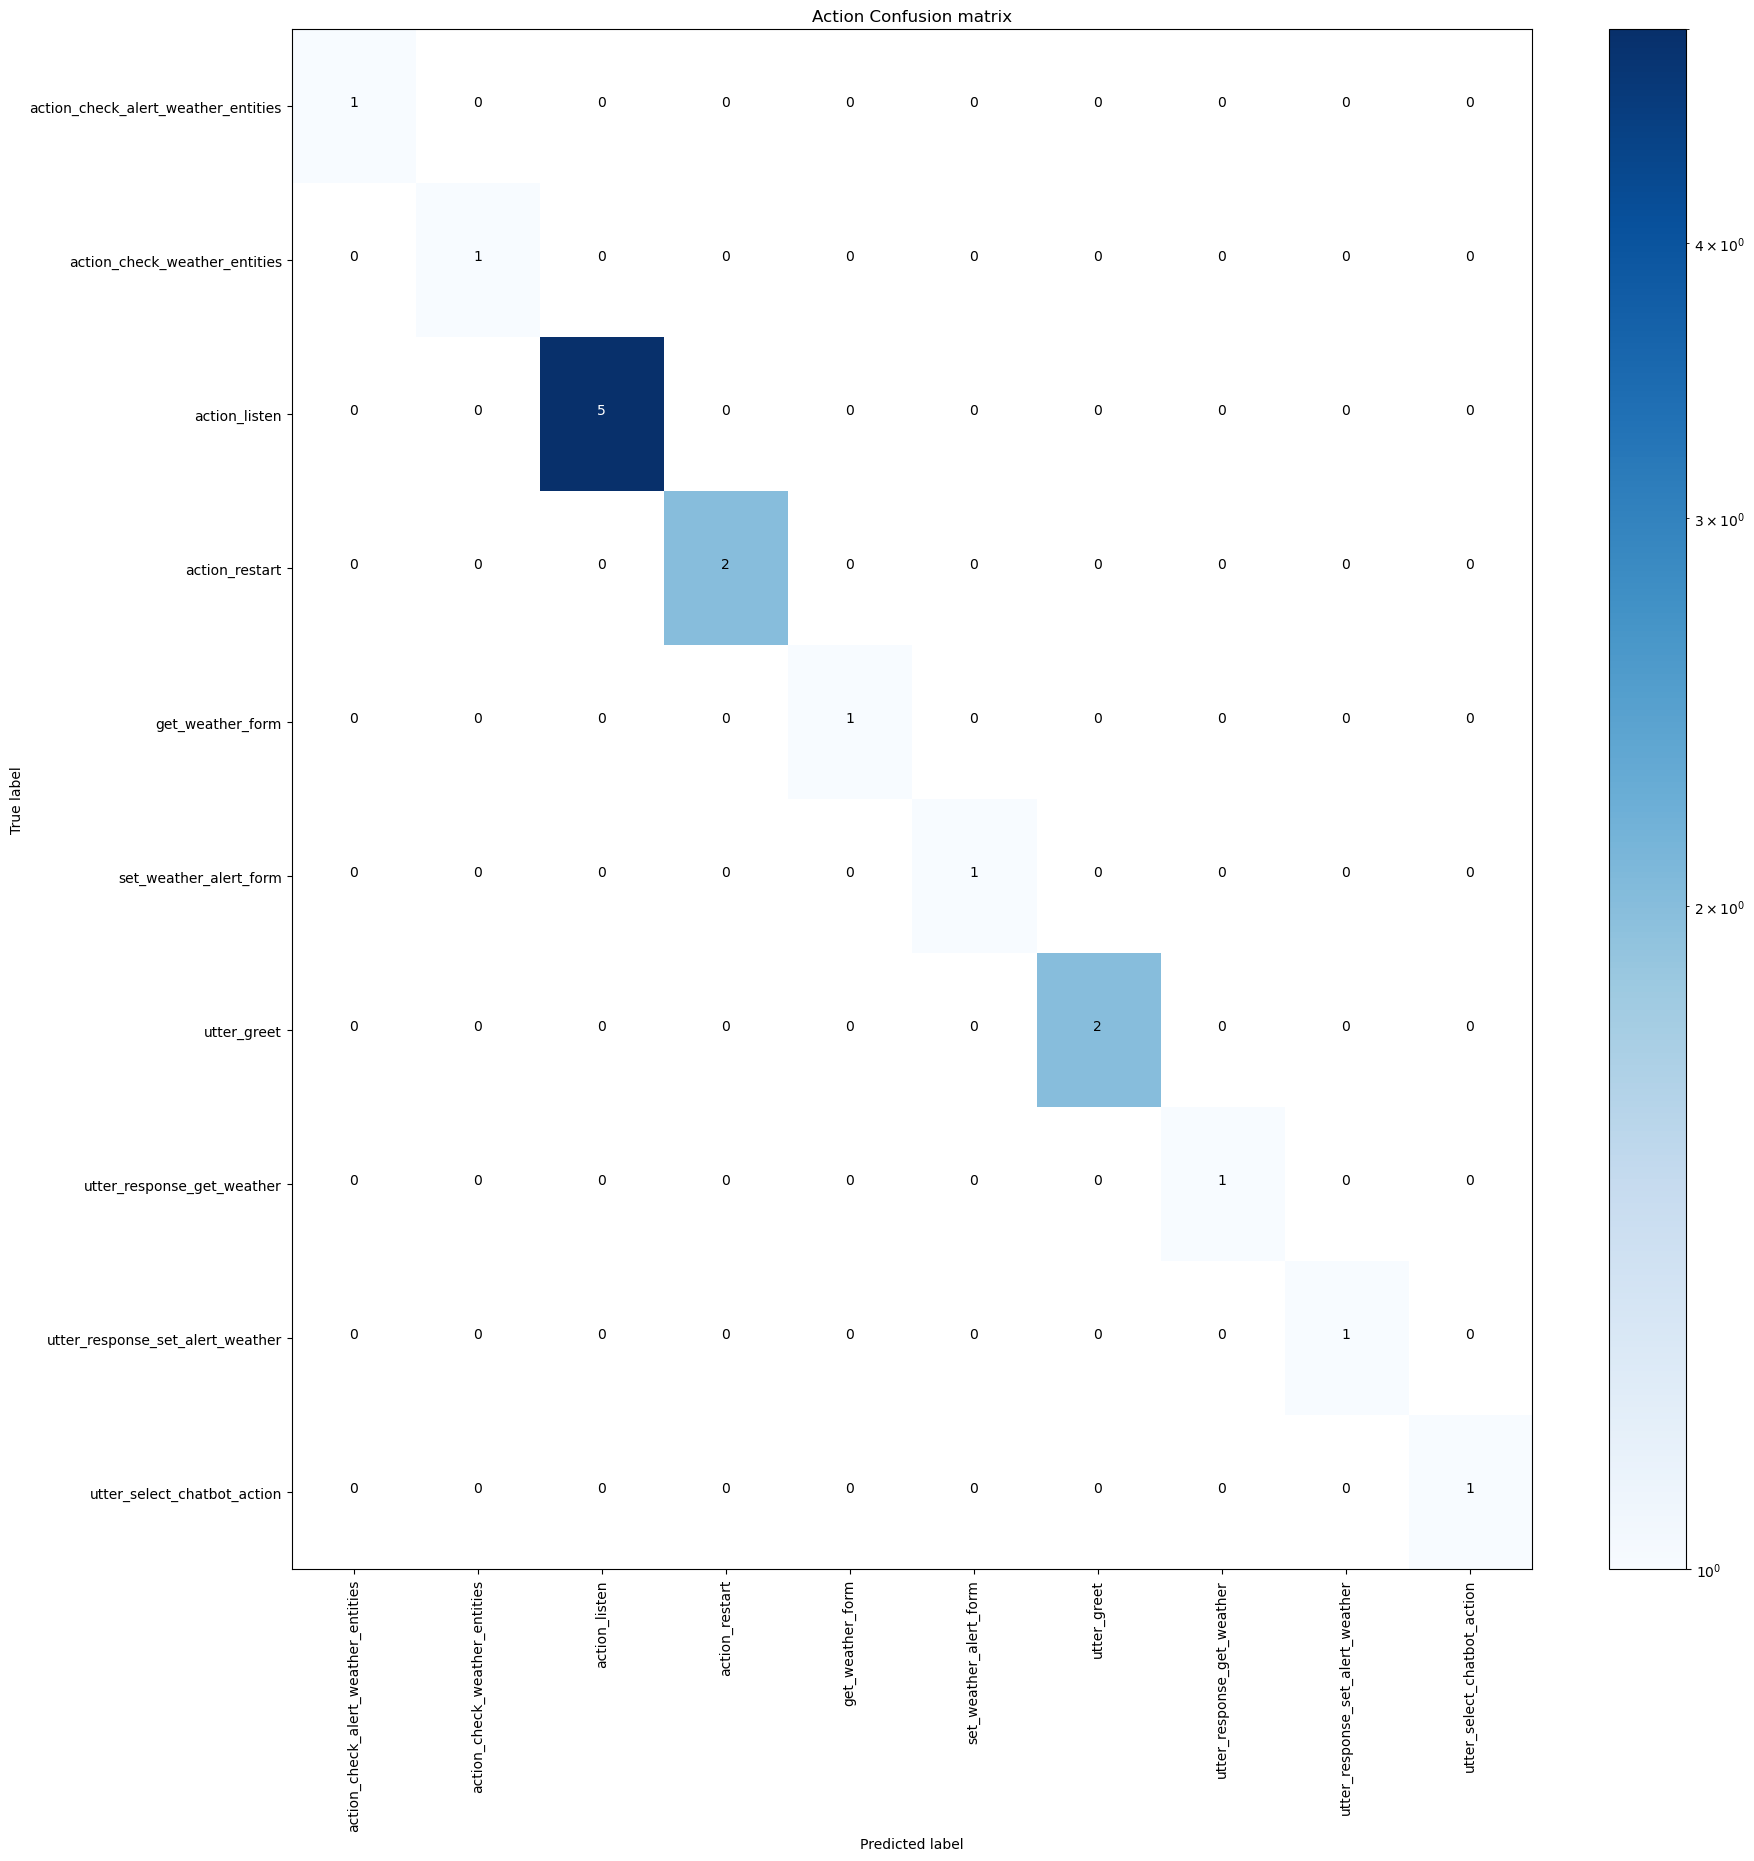 Action Confusion matrix
action_check_alert_weather_entities 1 0 0 0 0 0 0 0 0 0
action_check_weather_entities 0 1 0 0 0 0 0 0 0 0
action_listen 0 0 5 0 0 0 0 0 0 0
action_restart 0 0 0 2 0 0 0 0 0 0
get_weather_form 0 0 0 0 1 0 0 0 0 0
set_weather_alert_form 0 0 0 0 0 1 0 0 0 0
utter_greet 0 0 0 0 0 0 2 0 0 0
utter_response_get_weather 0 0 0 0 0 0 0 1 0 0
utter_response_set_alert_weather 0 0 0 0 0 0 0 0 1 0
utter_select_chatbot_action 0 0 0 0 0 0 0 0 0 1
True label
action_check_alert_weather_entities
action_check_weather_entities
action_listen
action_restart
get_weather_form
set_weather_alert_form
utter_greet
utter_response_get_weather
utter_response_set_alert_weather
utter_select_chatbot_action
Predicted label
4 × 10⁰
3 × 10⁰
2 × 10⁰
10⁰